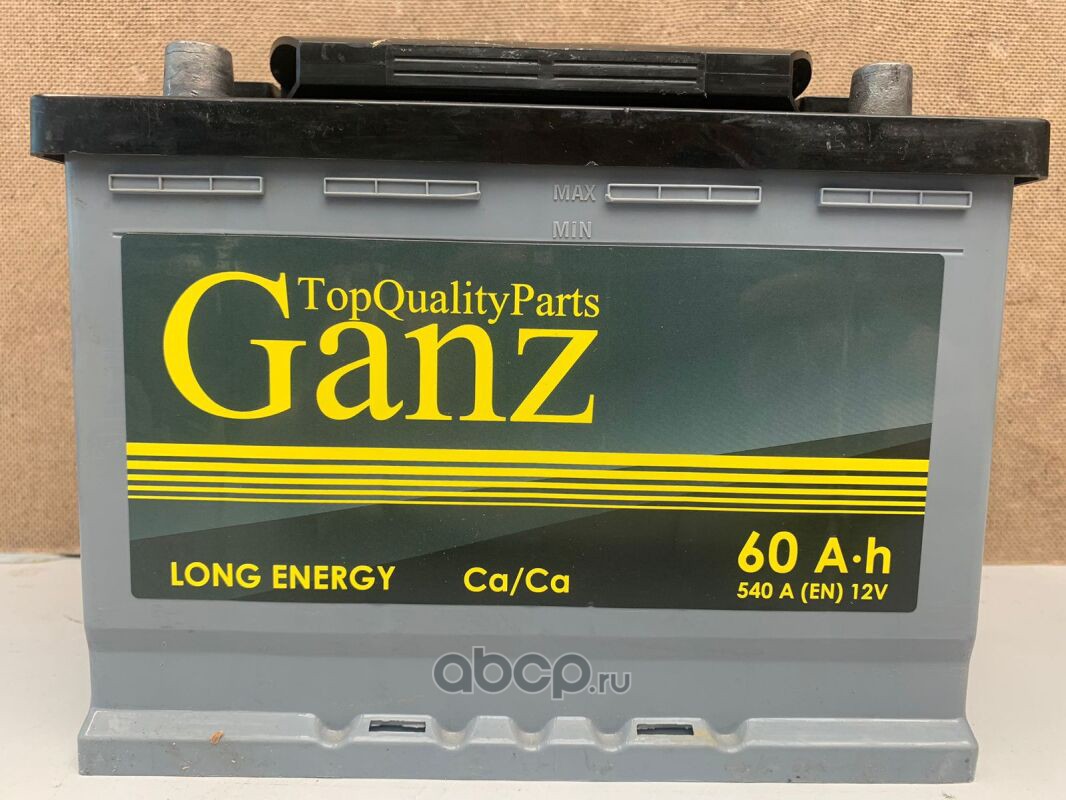 MAX
MIN
TopQualityParts
Ganz
LONG ENERGY
Ca/Ca
60 A·h
540 A (EN) 12V
abcp.ru